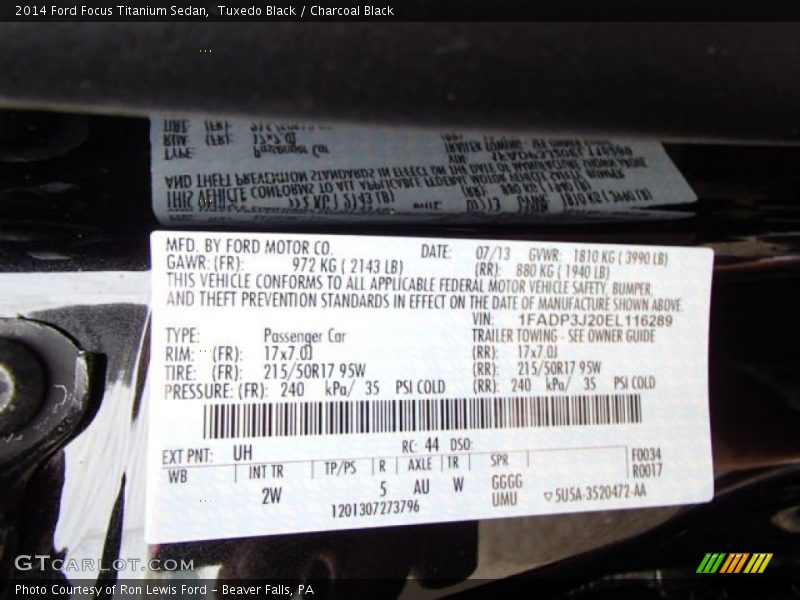 2014 Ford Focus Titanium Sedan,  Tuxedo Black / Charcoal Black
MFD. BY FORD MOTOR CO. DATE: 07/13 GVWR: 1810 KG ( 3990 LB)
GAWR: (FR): 972 KG ( 2143 LB) (RR): 880 KG ( 1940 LB)
THIS VEHICLE CONFORMS TO ALL APPLICABLE FEDERAL MOTOR VEHICLE SAFETY, BUMPER,
AND THEFT PREVENTION STANDARDS IN EFFECT ON THE DATE OF MANUFACTURE SHOWN ABOVE.
VIN: 1FADP3J20EL116289
TYPE: Passenger Car TRAILER TOWING - SEE OWNER GUIDE
RIM: (FR): 17x7.0J (RR): 17x7.0J
TIRE: (FR): 215/50R17 95W (RR): 215/50R17 95W
PRESSURE: (FR): 240 kPa/ 35 PSI COLD (RR): 240 kPa/ 35 PSI COLD
EXT PNT: UH RC: 44 DSO: F0034
WB INT TR TP/PS R AXLE TR SPR R0017
2W 5 AU W GGGG
UMU
1201307273796 ▽5U5A-3520472-AA
GTCarLot.com
Photo Courtesy of Ron Lewis Ford - Beaver Falls, PA